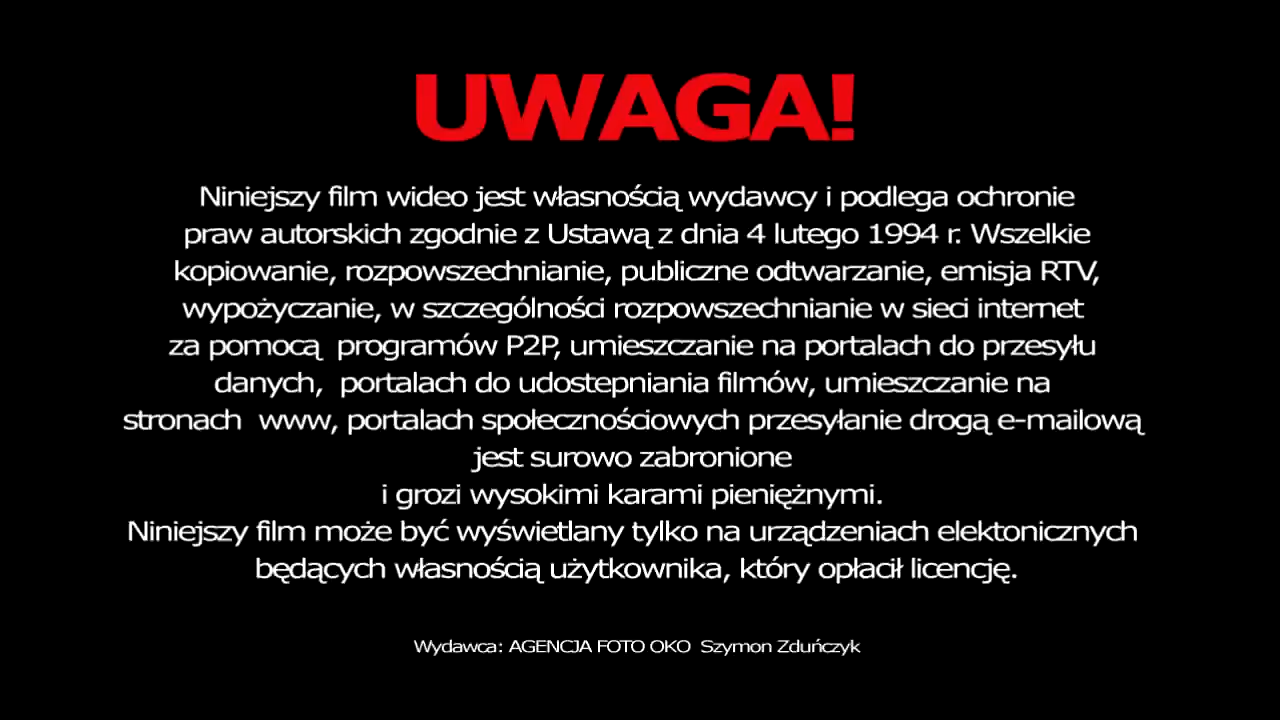 UWAGA!
Niniejszy film wideo jest własnością wydawcy i podlega ochronie
praw autorskich zgodnie z Ustawą z dnia 4 lutego 1994 r. Wszelkie
kopiowanie, rozpowszechnianie, publiczne odtwarzanie, emisja RTV,
wypożyczanie, w szczególności rozpowszechnianie w sieci internet
za pomocą  programów P2P, umieszczanie na portalach do przesyłu
danych,  portalach do udostepniania filmów, umieszczanie na
stronach  www, portalach społecznościowych przesyłanie drogą e-mailową
jest surowo zabronione
i grozi wysokimi karami pieniężnymi.
Niniejszy film może być wyświetlany tylko na urządzeniach elektonicznych
będących własnością użytkownika, który opłacił licencję.
Wydawca: AGENCJA FOTO OKO  Szymon Zduńczyk